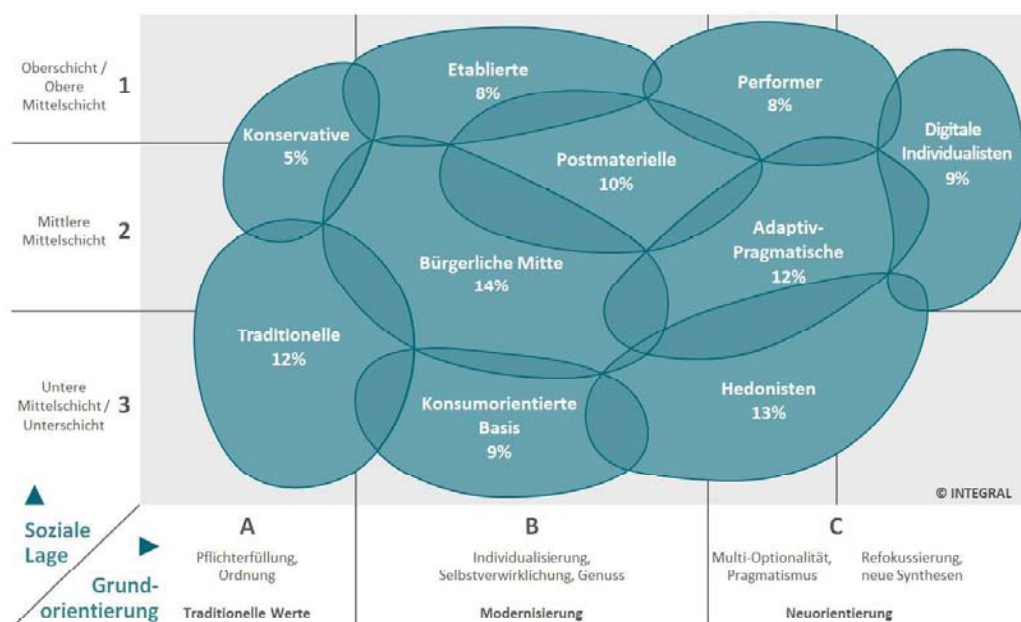 Oberschicht /
Obere
Mittelschicht
1
Mittlere
Mittelschicht
2
Untere
Mittelschicht /
Unterschicht
3
Etablierte
8%
Performer
8%
Konservative
5%
Digitale
Individualisten
9%
Postmaterielle
10%
Adaptiv-
Pragmatische
12%
Bürgerliche Mitte
14%
Traditionelle
12%
Hedonisten
13%
Konsumorientierte
Basis
9%
© INTEGRAL
Soziale
Lage
Grund-
orientierung
A
Pflichterfüllung,
Ordnung
Traditionelle Werte
B
Individualisierung,
Selbstverwirklichung, Genuss
Modernisierung
C
Multi-Optionalität,
Pragmatismus
Refokussierung,
neue Synthesen
Neuorientierung